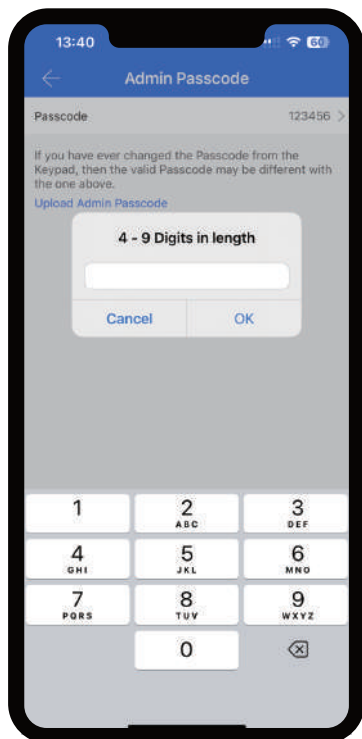 13:40
60
Admin Passcode
Passcode 123456 >
If you have ever changed the Passcode from the
Keypad, then the valid Passcode may be different with
the one above.
Upload Admin Passcode
4 - 9 Digits in length
Cancel OK
1 2 3
ABC DEF
4 5 6
GHI JKL MNO
7 8 9
PQRS TUV WXYZ
0